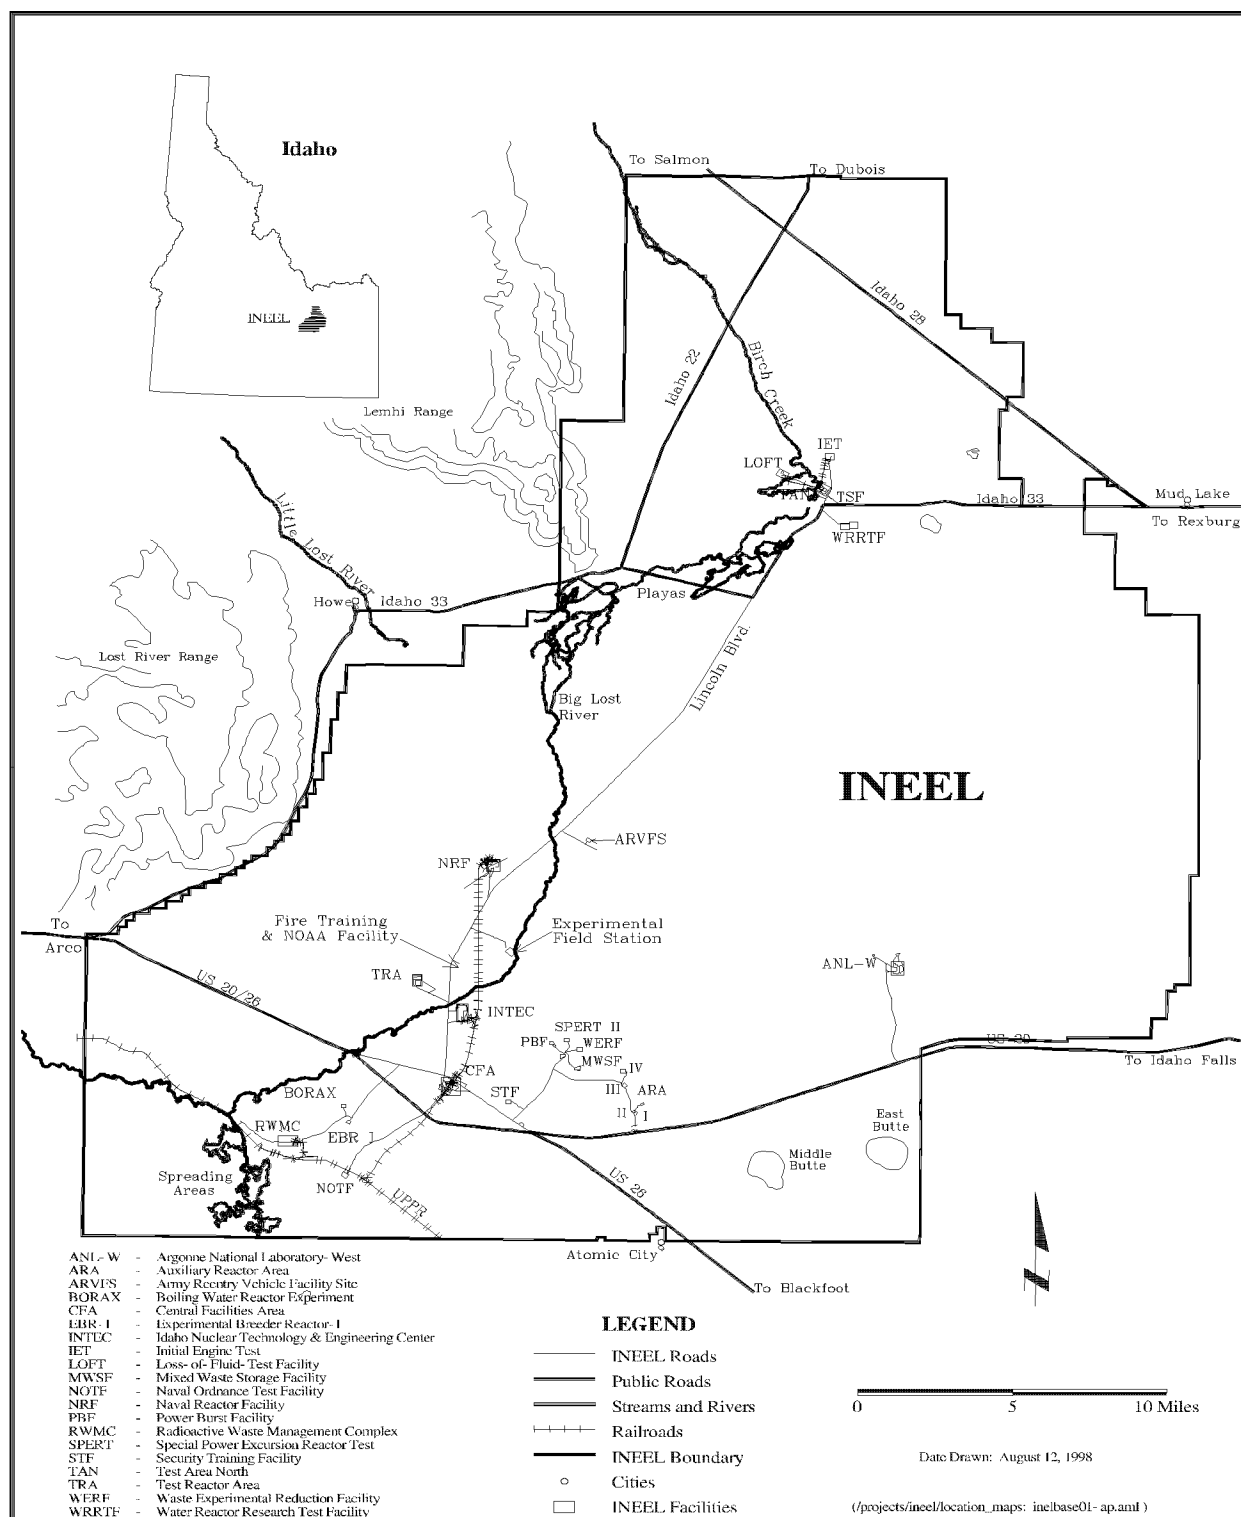 Idaho
INEEL
To Salmon
To Dubois
Idaho 28
Idaho 22
Birch Creek
Lemhi Range
IET
LOFT
TAN
TSF
Idaho 33
Mud Lake
To Rexburg
WRRTF
Little Lost River
Howe
Idaho 33
Playas
Lost River Range
Lincoln Blvd.
Big Lost
River
INEEL
ARVFS
NRF
To
Arco
Fire Training
& NOAA Facility
Experimental
Field Station
ANL-W
TRA
US 20/26
INTEC
SPERT II
PBF
WERF
MWSF
IV
III
ARA
II
I
US 20
To Idaho Falls
CFA
STF
BORAX
RWMC
EBR I
East
Butte
Middle
Butte
Spreading
Areas
NOTF
UPPR
US 26
Atomic City
To Blackfoot
ANL-W - Argonne National Laboratory-West
ARA - Auxiliary Reactor Area
ARVFS - Army Reentry Vehicle Facility Site
BORAX - Boiling Water Reactor Experiment
CFA - Central Facilities Area
EBR-I - Experimental Breeder Reactor-I
INTEC - Idaho Nuclear Technology & Engineering Center
IET - Initial Engine Test
LOFT - Loss-of-Fluid-Test Facility
MWSF - Mixed Waste Storage Facility
NOTF - Naval Ordnance Test Facility
NRF - Naval Reactor Facility
PBF - Power Burst Facility
RWMC - Radioactive Waste Management Complex
SPERT - Special Power Excursion Reactor Test
STF - Security Training Facility
TAN - Test Area North
TRA - Test Reactor Area
WERF - Waste Experimental Reduction Facility
WRRTF - Water Reactor Research Test Facility
LEGEND
INEEL Roads
Public Roads
Streams and Rivers
Railroads
INEEL Boundary
Cities
INEEL Facilities
0 5 10 Miles
Date Drawn: August 12, 1998
(/projects/ineel/location_maps: inelbase01-ap.aml )